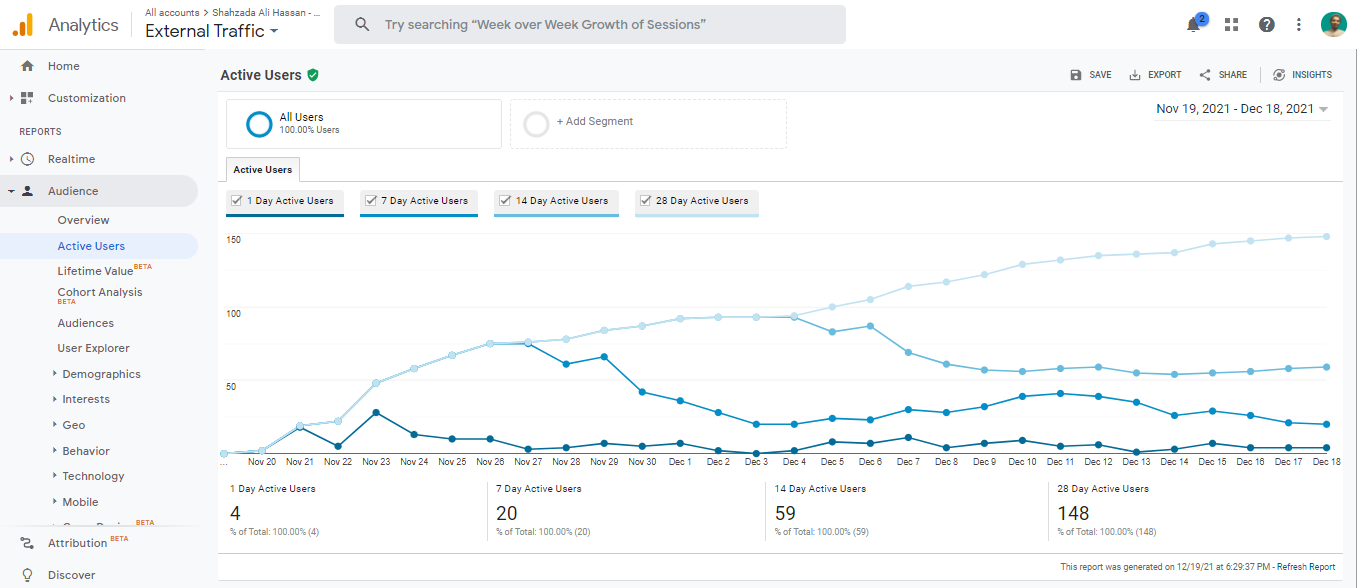 Analytics
All accounts > Shahzada Ali Hassan - ...
External Traffic
Try searching “Week over Week Growth of Sessions”
2
Home
Customization
REPORTS
Realtime
Audience
Overview
Active Users
Lifetime Value BETA
Cohort Analysis
BETA
Audiences
User Explorer
Demographics
Interests
Geo
Behavior
Technology
Mobile
BETA
Attribution BETA
Discover
Active Users
SAVE
EXPORT
SHARE
INSIGHTS
All Users
100.00% Users
+ Add Segment
Nov 19, 2021 - Dec 18, 2021
Active Users
1 Day Active Users
7 Day Active Users
14 Day Active Users
28 Day Active Users
150
100
50
... Nov 20 Nov 21 Nov 22 Nov 23 Nov 24 Nov 25 Nov 26 Nov 27 Nov 28 Nov 29 Nov 30 Dec 1 Dec 2 Dec 3 Dec 4 Dec 5 Dec 6 Dec 7 Dec 8 Dec 9 Dec 10 Dec 11 Dec 12 Dec 13 Dec 14 Dec 15 Dec 16 Dec 17 Dec 18
1 Day Active Users
4
% of Total: 100.00% (4)
7 Day Active Users
20
% of Total: 100.00% (20)
14 Day Active Users
59
% of Total: 100.00% (59)
28 Day Active Users
148
% of Total: 100.00% (148)
This report was generated on 12/19/21 at 6:29:37 PM - Refresh Report